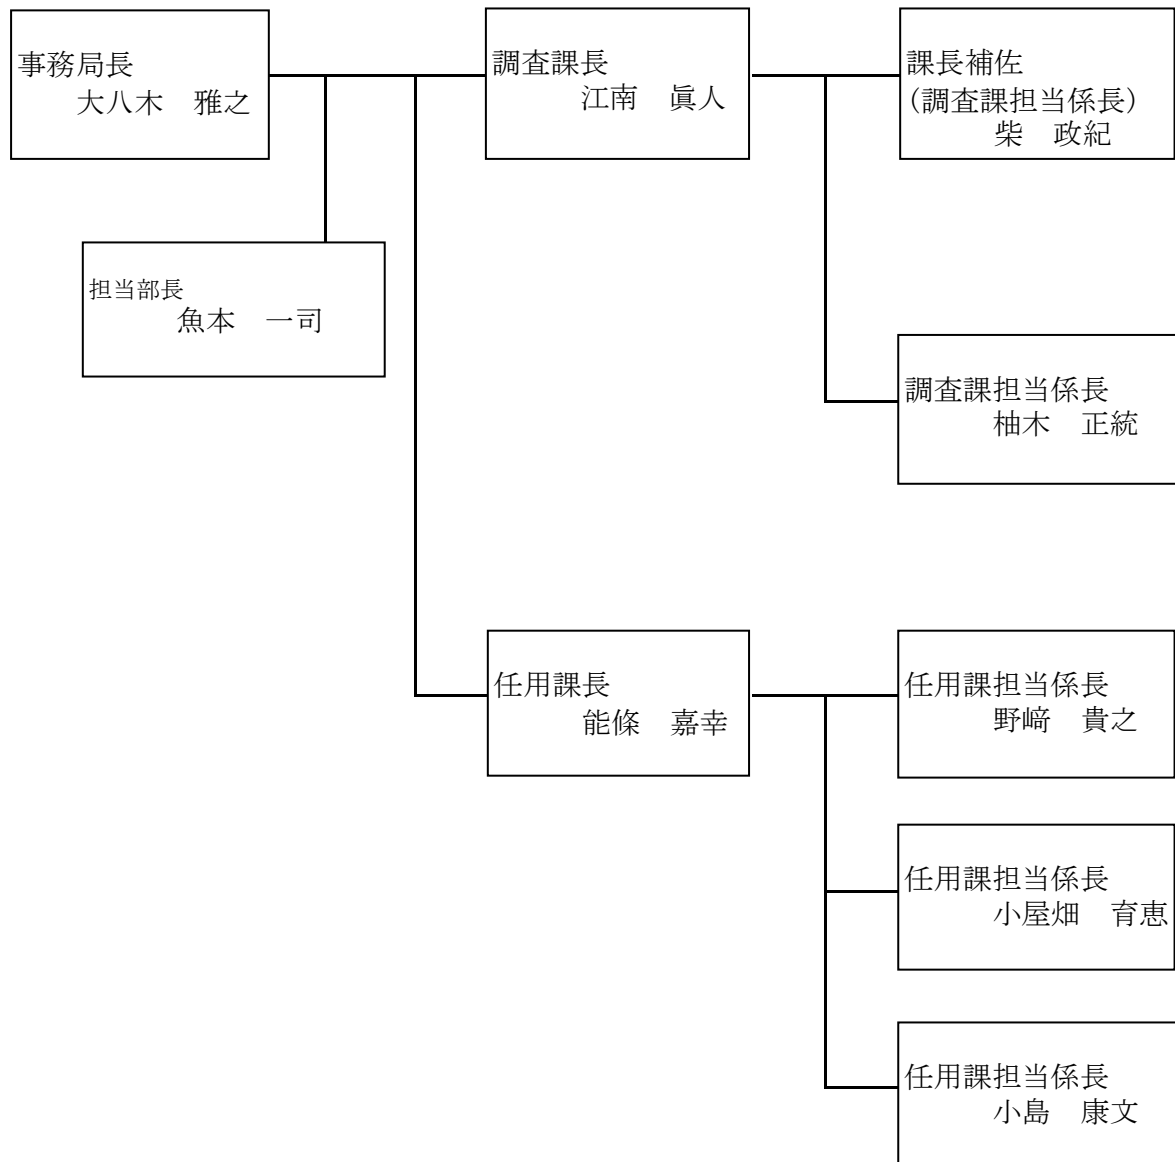 事務局長
大八木　雅之
担当部長
魚本　一司
調査課長
江南　眞人
課長補佐
（調査課担当係長）
柴　政紀
調査課担当係長
柚木　正統
任用課長
能條　嘉幸
任用課担当係長
野﨑　貴之
任用課担当係長
小屋畑　育恵
任用課担当係長
小島　康文